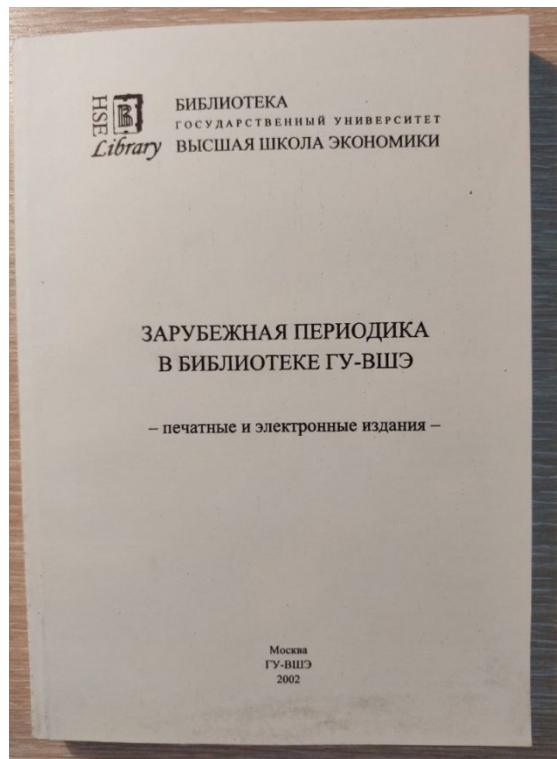 HSE
Library
БИБЛИОТЕКА
ГОСУДАРСТВЕННЫЙ УНИВЕРСИТЕТ
ВЫСШАЯ ШКОЛА ЭКОНОМИКИ
ЗАРУБЕЖНАЯ ПЕРИОДИКА
В БИБЛИОТЕКЕ ГУ-ВШЭ
– печатные и электронные издания –
Москва
ГУ-ВШЭ
2002